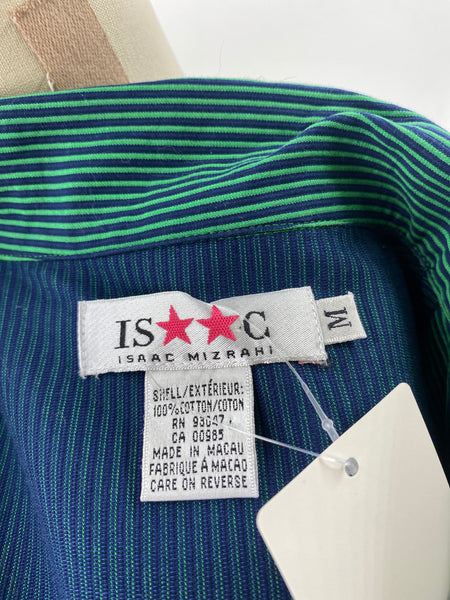 IS★★C
ISAAC MIZRAHI
M
SHELL/EXTÉRIEUR:
100% COTTON/COTON
RN 93047
CA 00985
MADE IN MACAU
FABRIQUÉ À MACAO
CARE ON REVERSE